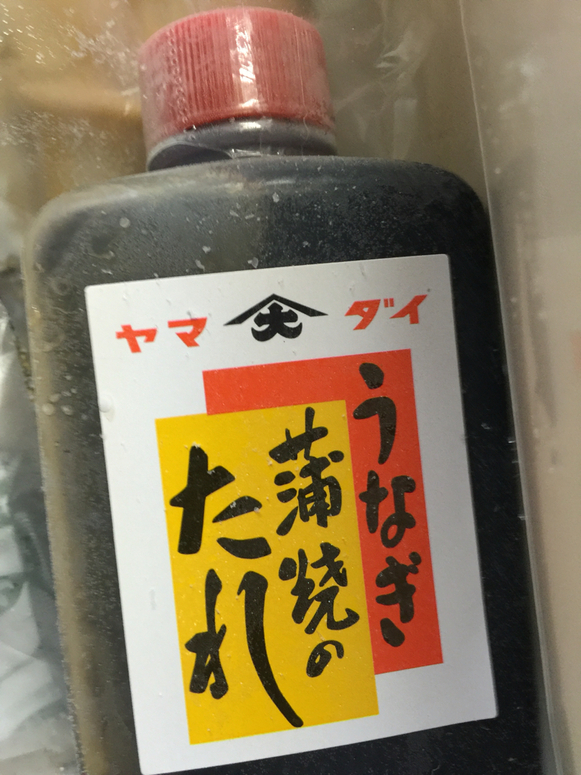 ヤマ 大 ダイ
うなぎ
蒲焼の
たれ